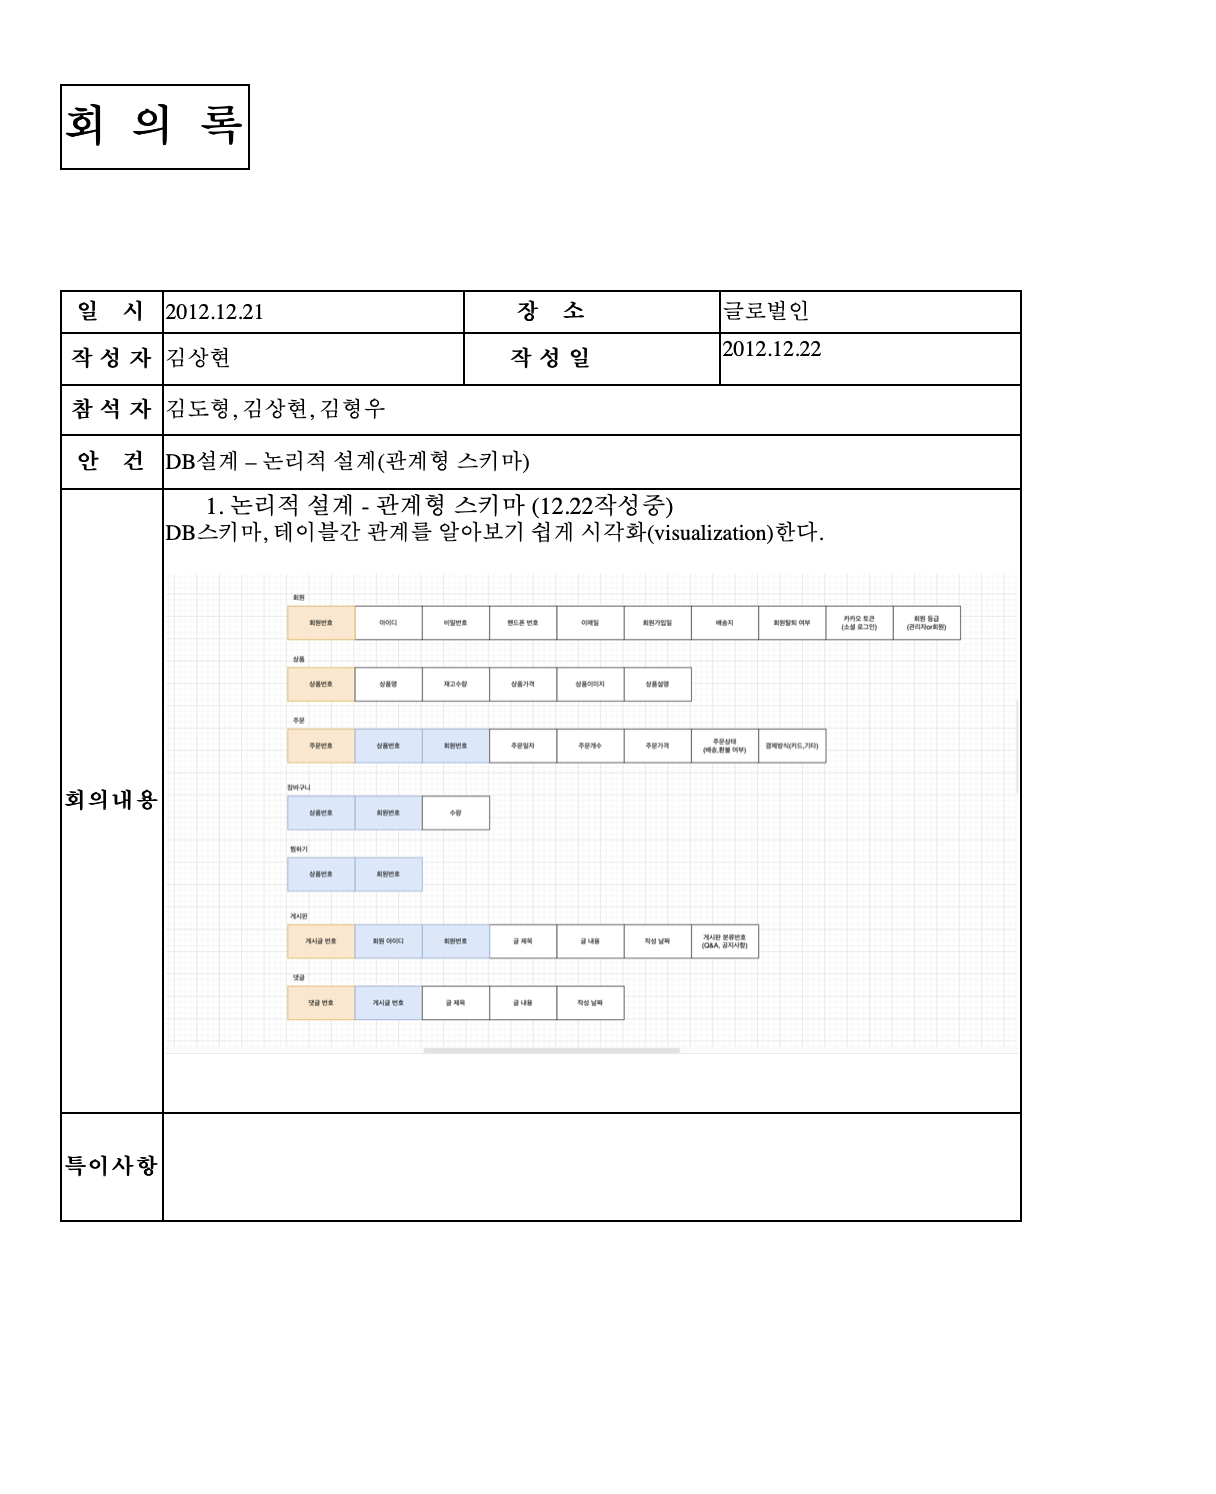 회 의 록
일 시 2012.12.21 장 소 글로벌인
작 성 자 김상현 작 성 일 2012.12.22
참 석 자 김도형, 김상현, 김형우
안 건 DB설계 – 논리적 설계(관계형 스키마)
1. 논리적 설계 - 관계형 스키마 (12.22작성중)
DB스키마, 테이블간 관계를 알아보기 쉽게 시각화(visualization)한다.
회의내용
회원
회원번호 아이디 비밀번호 핸드폰 번호 이메일 회원가입일 배송지 회원탈퇴 여부 카카오 토큰 (소셜 로그인) 회원 등급 (관리자or회원)
상품
상품번호 상품명 재고수량 상품가격 상품이미지 상품설명
주문
주문번호 상품번호 회원번호 주문일자 주문개수 주문가격 주문상태 (배송,환불 여부) 결제방식(카드,기타)
장바구니
상품번호 회원번호 수량
찜하기
상품번호 회원번호
게시판
게시글 번호 회원 아이디 회원번호 글 제목 글 내용 작성 날짜 게시판 분류번호 (Q&A, 공지사항)
댓글
댓글 번호 게시글 번호 글 제목 글 내용 작성 날짜
특이사항